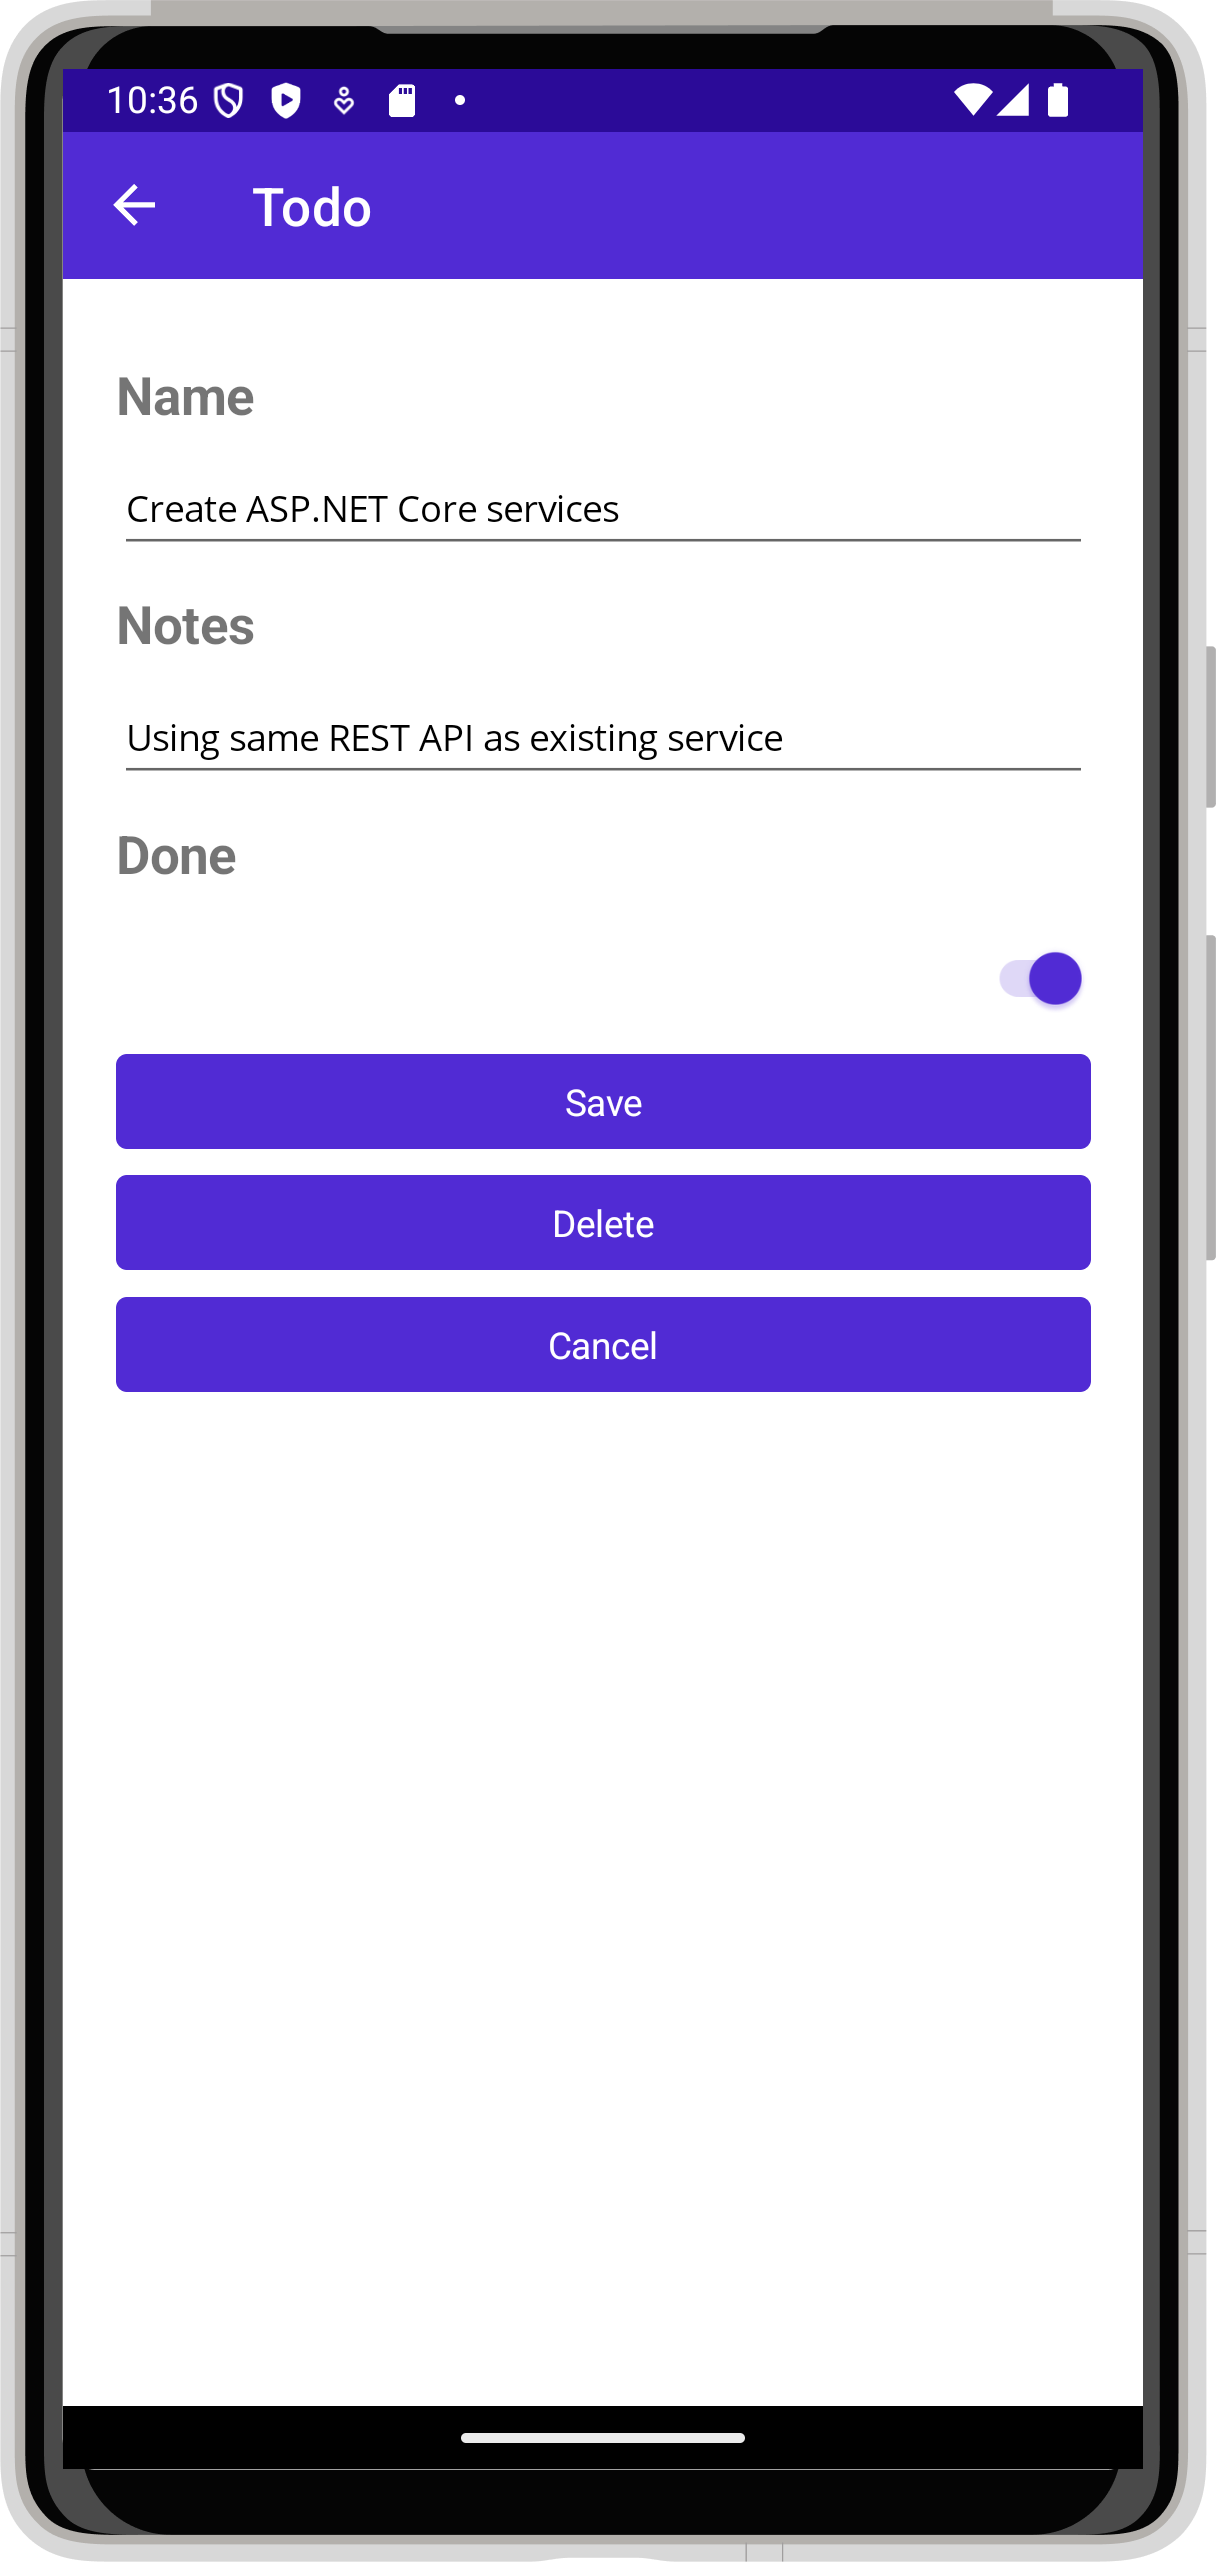 10:36
Todo
Name
Create ASP.NET Core services
Notes
Using same REST API as existing service
Done
Save
Delete
Cancel